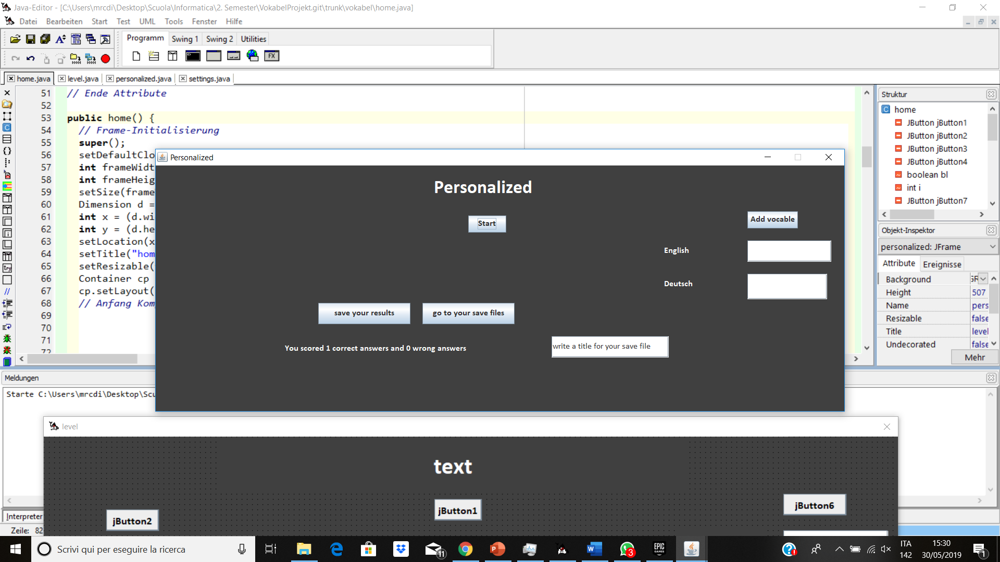 Java-Editor - [C:\Users\mrcdi\Desktop\Scuola\Informatica\2. Semester\VokabelProjekt.git\trunk\vokabel\home.java]
Datei Bearbeiten Start Test UML Tools Fenster Hilfe
Programm Swing 1 Swing 2 Utilities
FX
home.java level.java personalized.java settings.java
51 // Ende Attribute
52
53 public home() {
54 // Frame-Initialisierung
55 super();
56 setDefaultClo
57 int frameWidt
58 int frameHeig
59 setSize(frame
60 Dimension d =
61 int x = (d.wi
62 int y = (d.he
63 setLocation(x
64 setTitle("hom
65 setResizable(
66 Container cp
67 cp.setLayout(
68 // Anfang Kom
69
70
71
72
Struktur
home
JButton jButton1
JButton jButton2
JButton jButton3
JButton jButton4
boolean bl
int i
JButton jButton7
Objekt-Inspektor
personalized: JFrame
Attribute Ereignisse
Background GR
Height 507
Name pers
Resizable false
Title level
Undecorated false
Mehr
Personalized
Personalized
Start
Add vocable
English
Deutsch
save your results
go to your save files
You scored 1 correct answers and 0 wrong answers
write a title for your save file
Meldungen
Starte C:\Users\mrcdi\Desktop\Scu
level
text
jButton1
jButton6
jButton2
Interpreter
Zeile: 82
Scrivi qui per eseguire la ricerca
11
3
EPIC GAMES
ITA
142
15:30
30/05/2019
1